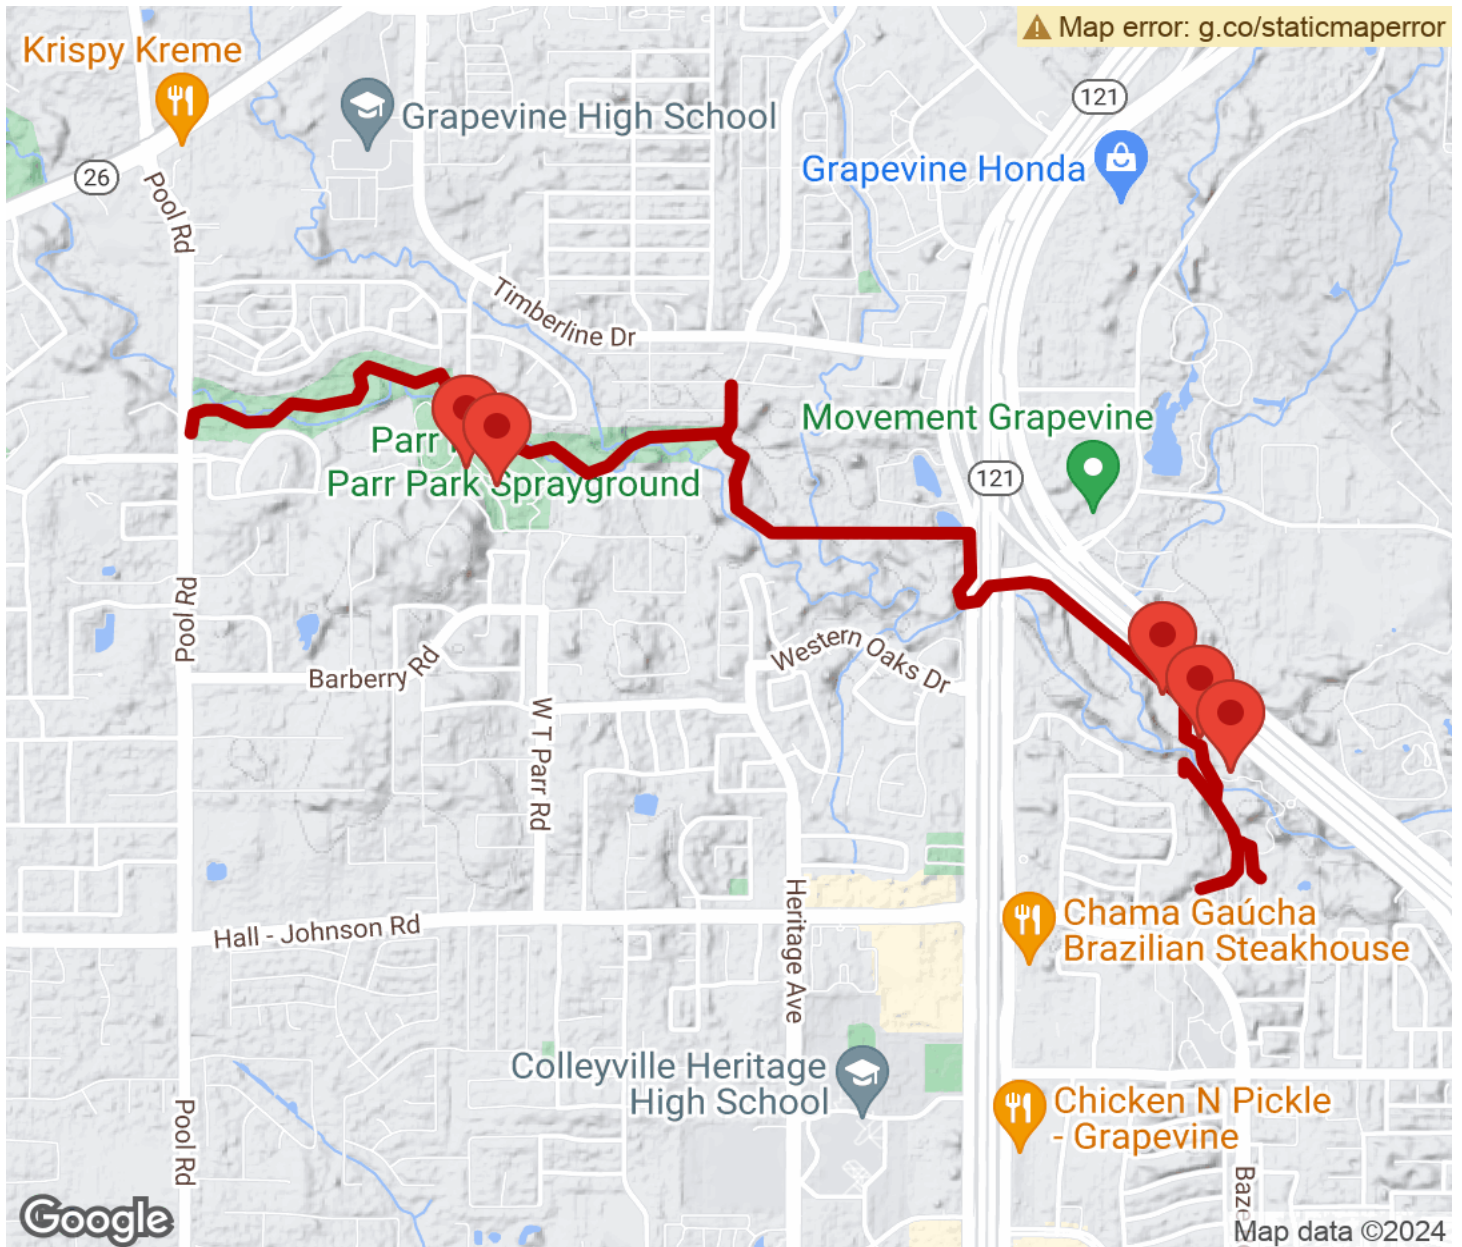 Map error: g.co/staticmaperror
Krispy Kreme
Grapevine High School
121
Grapevine Honda
26
Pool Rd
Timberline Dr
Movement Grapevine
Parr
Parr Park Sprayground
121
Pool Rd
Barberry Rd
Western Oaks Dr
W T Parr Rd
Hall - Johnson Rd
Heritage Ave
Chama Gaúcha
Brazilian Steakhouse
Colleyville Heritage
High School
Chicken N Pickle
- Grapevine
Pool Rd
Baze
Google
Map data ©2024